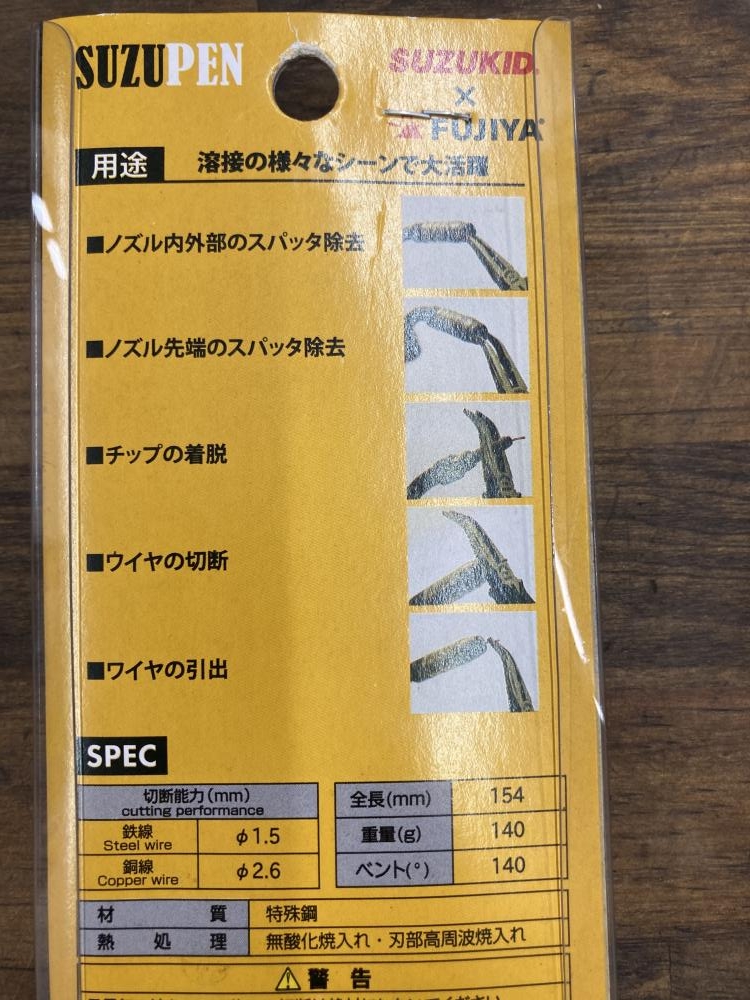 SUZUPEN
SUZUKID
×
FUJIYA
用途 溶接の様々なシーンで大活躍
■ノズル内外部のスパッタ除去
■ノズル先端のスパッタ除去
■チップの着脱
■ウイヤの切断
■ワイヤの引出
SPEC
切断能力(mm)
cutting performance
鉄線
Steel wire
φ1.5
銅線
Copper wire
φ2.6
全長(mm) 154
重量(g) 140
ベント(°) 140
材質 特殊鋼
熱処理 無酸化焼入れ・刃部高周波焼入れ
⚠警告